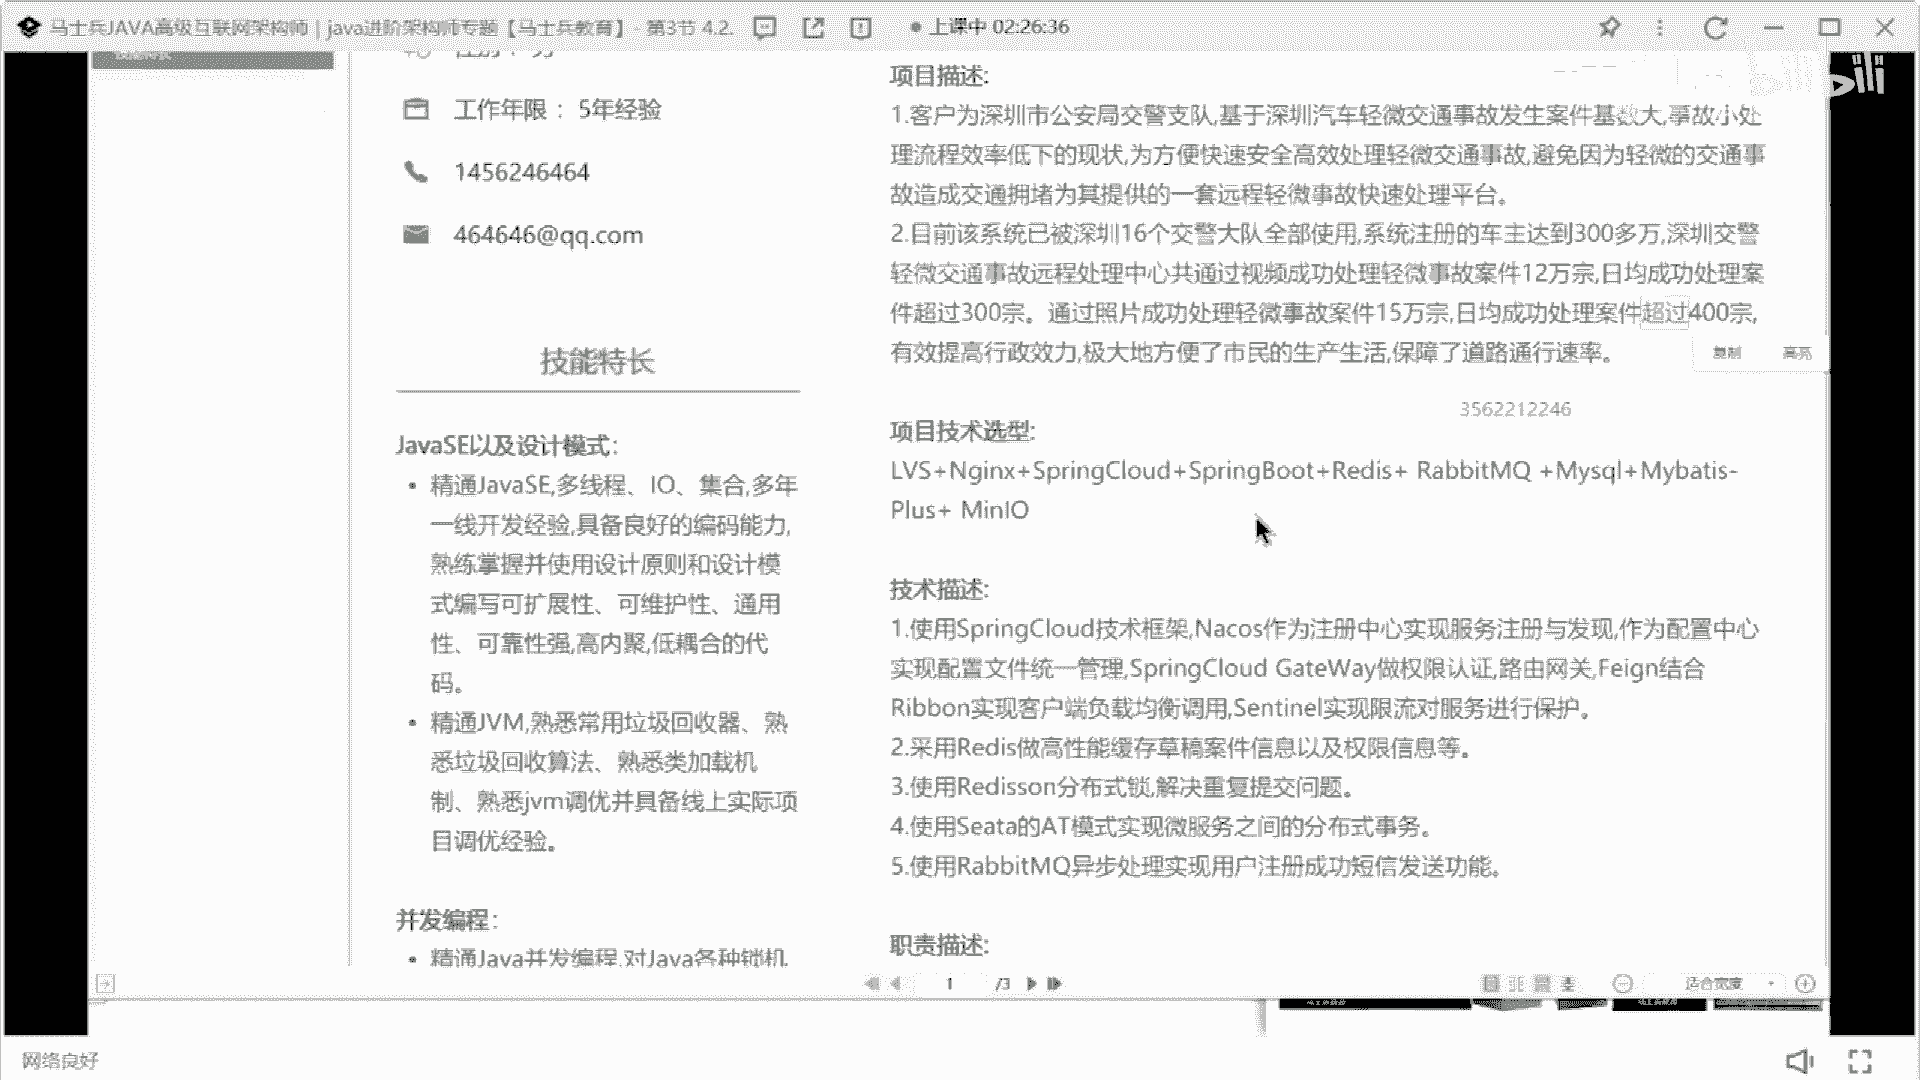 马士兵JAVA高级互联网架构师 | java进阶架构师专题【马士兵教育】 - 第3节 4.2.
上课中 02:26:36
工作年限： 5年经验
1456246464
464646@qq.com
技能特长
JavaSE以及设计模式：
• 精通JavaSE,多线程、IO、集合,多年
一线开发经验,具备良好的编码能力,
熟练掌握并使用设计原则和设计模
式编写可扩展性、可维护性、通用
性、可靠性强,高内聚,低耦合的代
码。
• 精通JVM,熟悉常用垃圾回收器、熟
悉垃圾回收算法、熟悉类加载机
制、熟悉jvm调优并具备线上实际项
目调优经验。
并发编程：
• 精通Java并发编程,对Java各种锁机
项目描述:
1.客户为深圳市公安局交警支队,基于深圳汽车轻微交通事故发生案件基数大,事故小处
理流程效率低下的现状,为方便快速安全高效处理轻微交通事故,避免因为轻微的交通事
故造成交通拥堵为其提供的一套远程轻微事故快速处理平台。
2.目前该系统已被深圳16个交警大队全部使用,系统注册的车主达到300多万,深圳交警
轻微交通事故远程处理中心共通过视频成功处理轻微事故案件12万宗,日均成功处理案
件超过300宗。通过照片成功处理轻微事故案件15万宗,日均成功处理案件超过400宗,
有效提高行政效力,极大地方便了市民的生产生活,保障了道路通行速率。
复制 高亮
3562212246
项目技术选型:
LVS+Nginx+SpringCloud+SpringBoot+Redis+ RabbitMQ +Mysql+Mybatis-
Plus+ MinIO
技术描述:
1.使用SpringCloud技术框架,Nacos作为注册中心实现服务注册与发现,作为配置中心
实现配置文件统一管理,SpringCloud GateWay做权限认证,路由网关,Feign结合
Ribbon实现客户端负载均衡调用,Sentinel实现限流对服务进行保护。
2.采用Redis做高性能缓存草稿案件信息以及权限信息等。
3.使用Redisson分布式锁,解决重复提交问题。
4.使用Seata的AT模式实现微服务之间的分布式事务。
5.使用RabbitMQ异步处理实现用户注册成功短信发送功能。
职责描述:
1 /3
适合宽度
网络良好